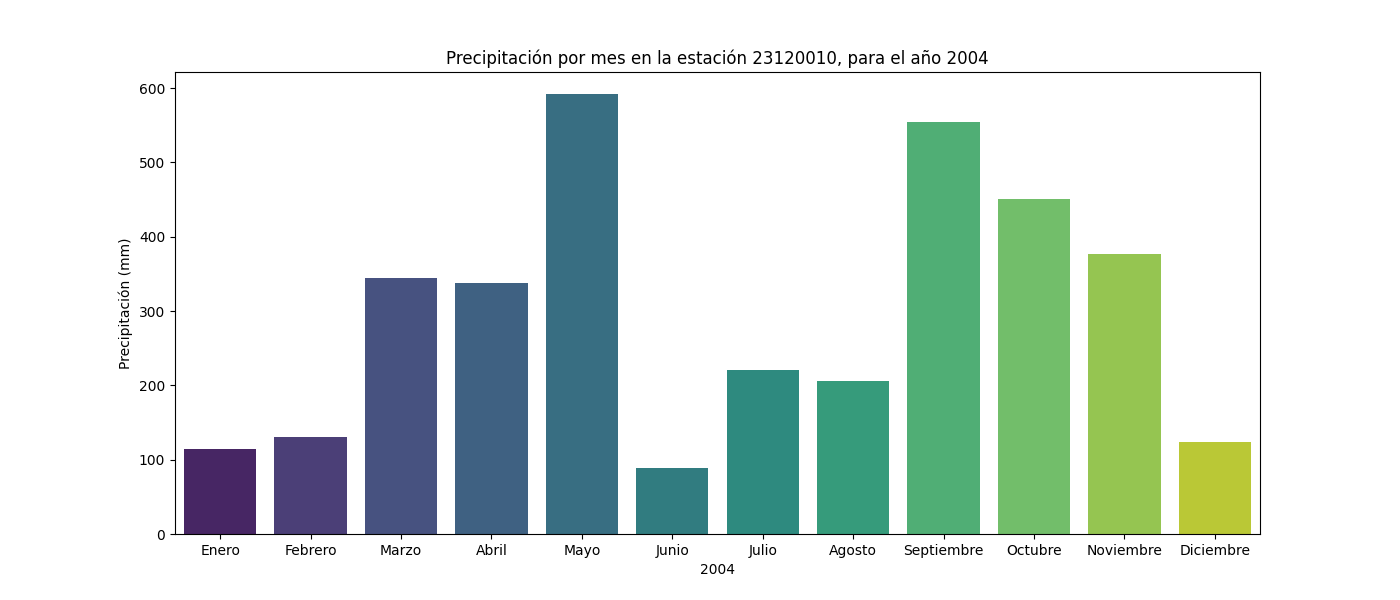 Precipitación por mes en la estación 23120010, para el año 2004
Precipitación (mm)
600
500
400
300
200
100
0
Enero Febrero Marzo Abril Mayo Junio Julio Agosto Septiembre Octubre Noviembre Diciembre
2004